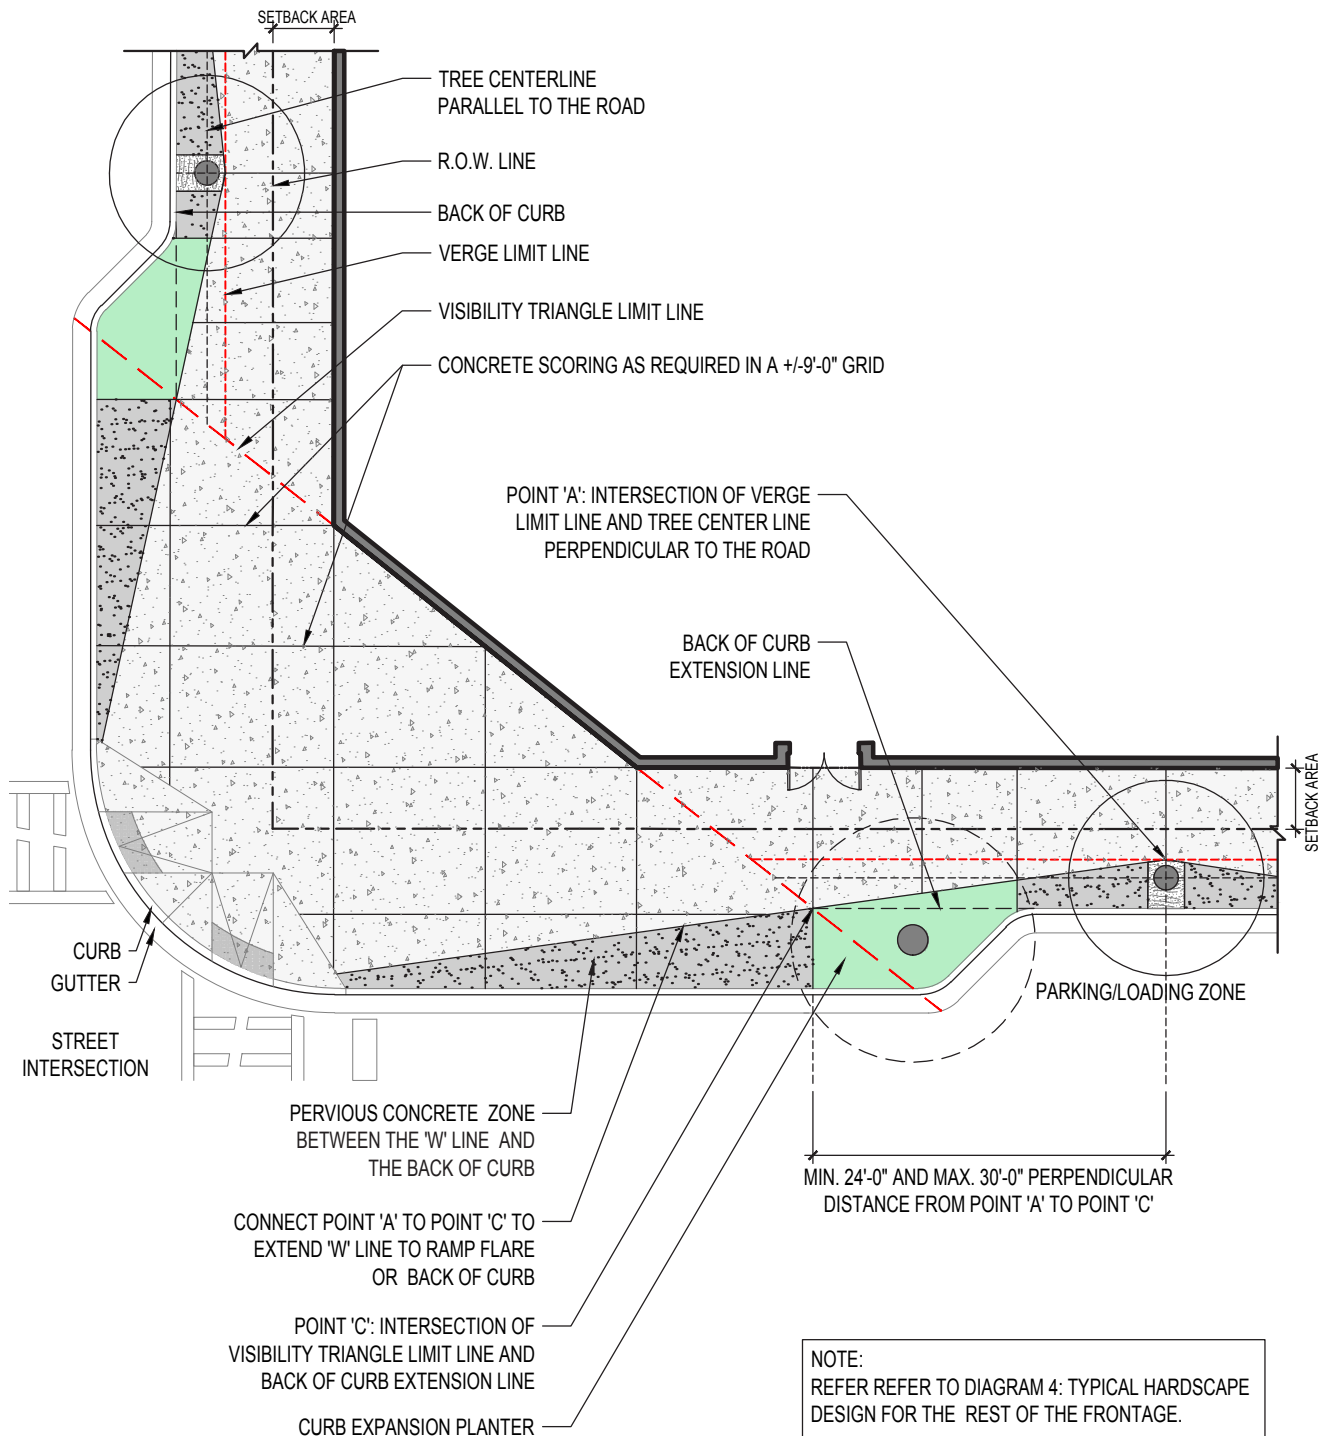 SETBACK AREA
TREE CENTERLINE
PARALLEL TO THE ROAD
R.O.W. LINE
BACK OF CURB
VERGE LIMIT LINE
VISIBILITY TRIANGLE LIMIT LINE
CONCRETE SCORING AS REQUIRED IN A +/-9'-0" GRID
POINT 'A': INTERSECTION OF VERGE
LIMIT LINE AND TREE CENTER LINE
PERPENDICULAR TO THE ROAD
BACK OF CURB
EXTENSION LINE
SETBACK AREA
CURB
GUTTER
STREET
INTERSECTION
PARKING/LOADING ZONE
PERVIOUS CONCRETE ZONE
BETWEEN THE 'W' LINE AND
THE BACK OF CURB
MIN. 24'-0" AND MAX. 30'-0" PERPENDICULAR
DISTANCE FROM POINT 'A' TO POINT 'C'
CONNECT POINT 'A' TO POINT 'C' TO
EXTEND 'W' LINE TO RAMP FLARE
OR BACK OF CURB
POINT 'C': INTERSECTION OF
VISIBILITY TRIANGLE LIMIT LINE AND
BACK OF CURB EXTENSION LINE
CURB EXPANSION PLANTER
NOTE:
REFER REFER TO DIAGRAM 4: TYPICAL HARDSCAPE
DESIGN FOR THE REST OF THE FRONTAGE.